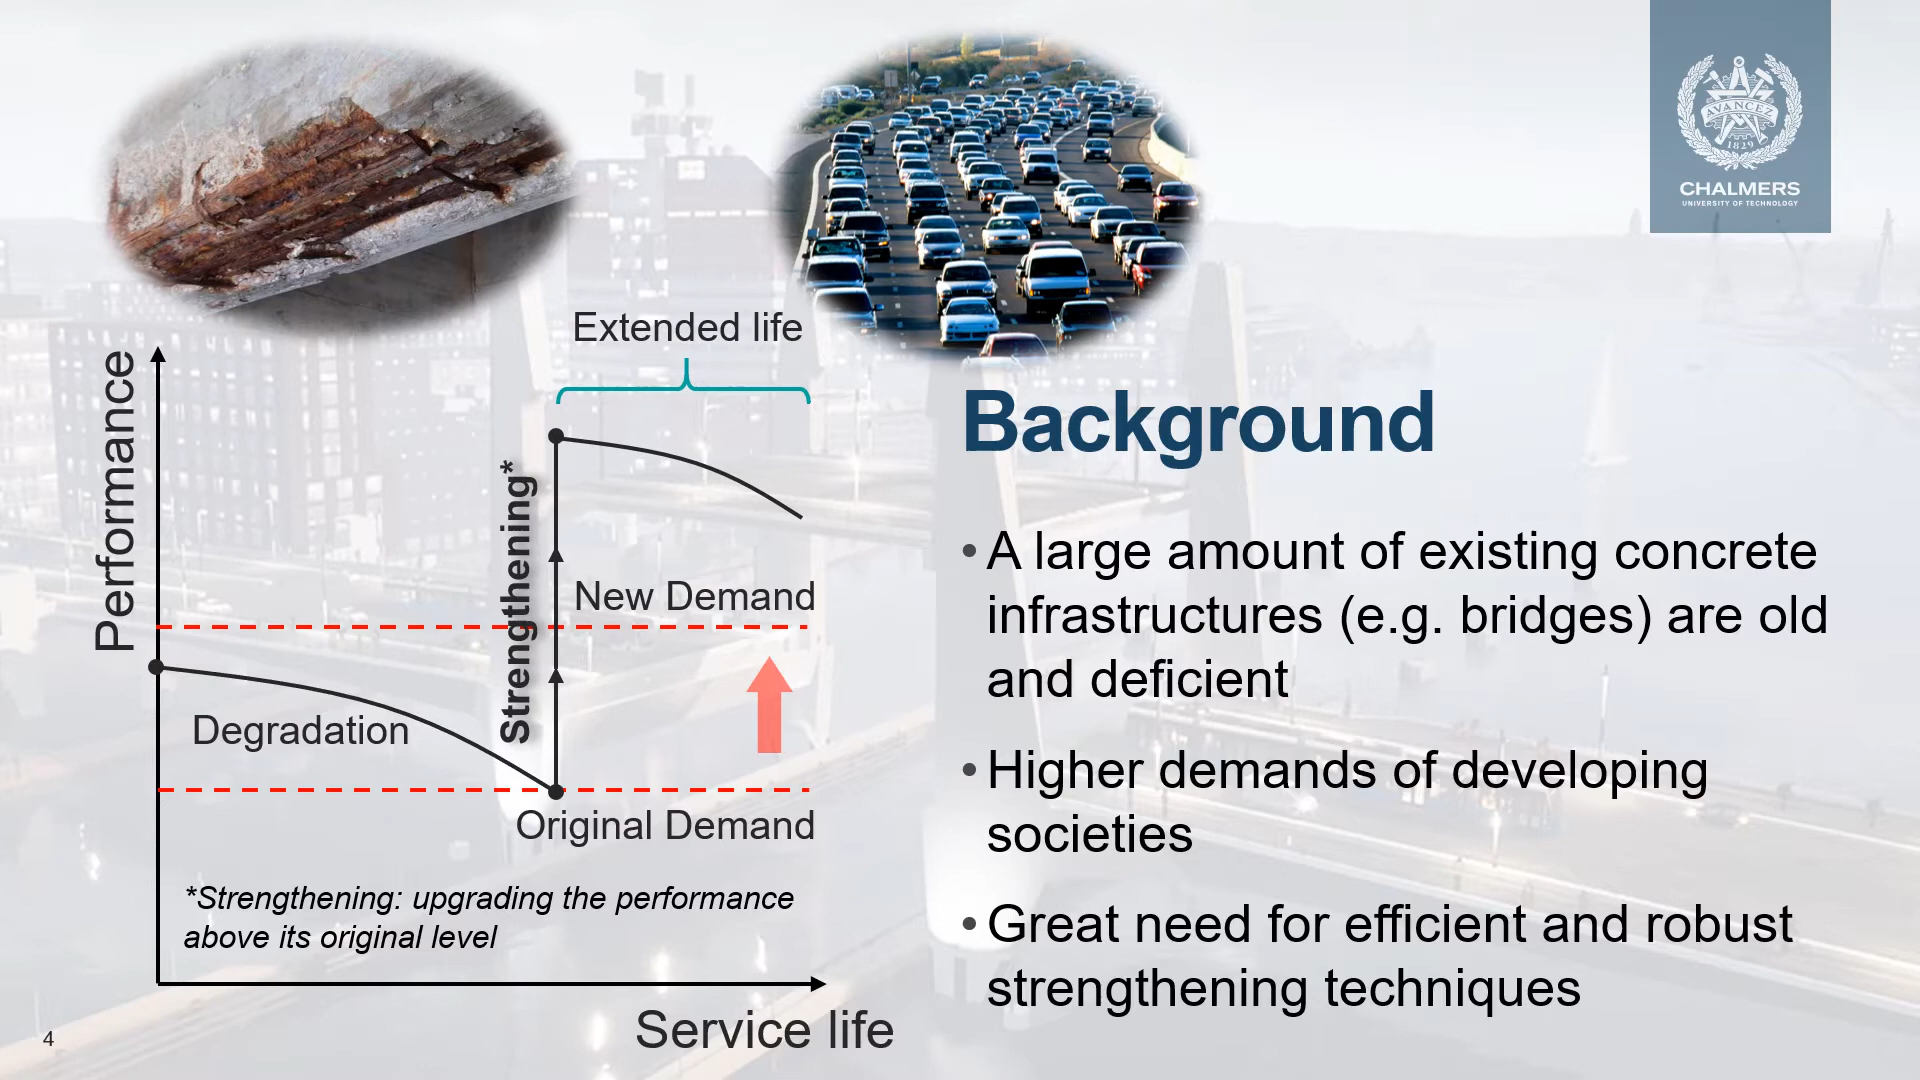 AVANCEZ
1829
CHALMERS
UNIVERSITY OF TECHNOLOGY
Extended life
Performance
Strengthening*
New Demand
Degradation
Original Demand
*Strengthening: upgrading the performance
above its original level
Service life
Background
• A large amount of existing concrete
infrastructures (e.g. bridges) are old
and deficient
• Higher demands of developing
societies
• Great need for efficient and robust
strengthening techniques
4